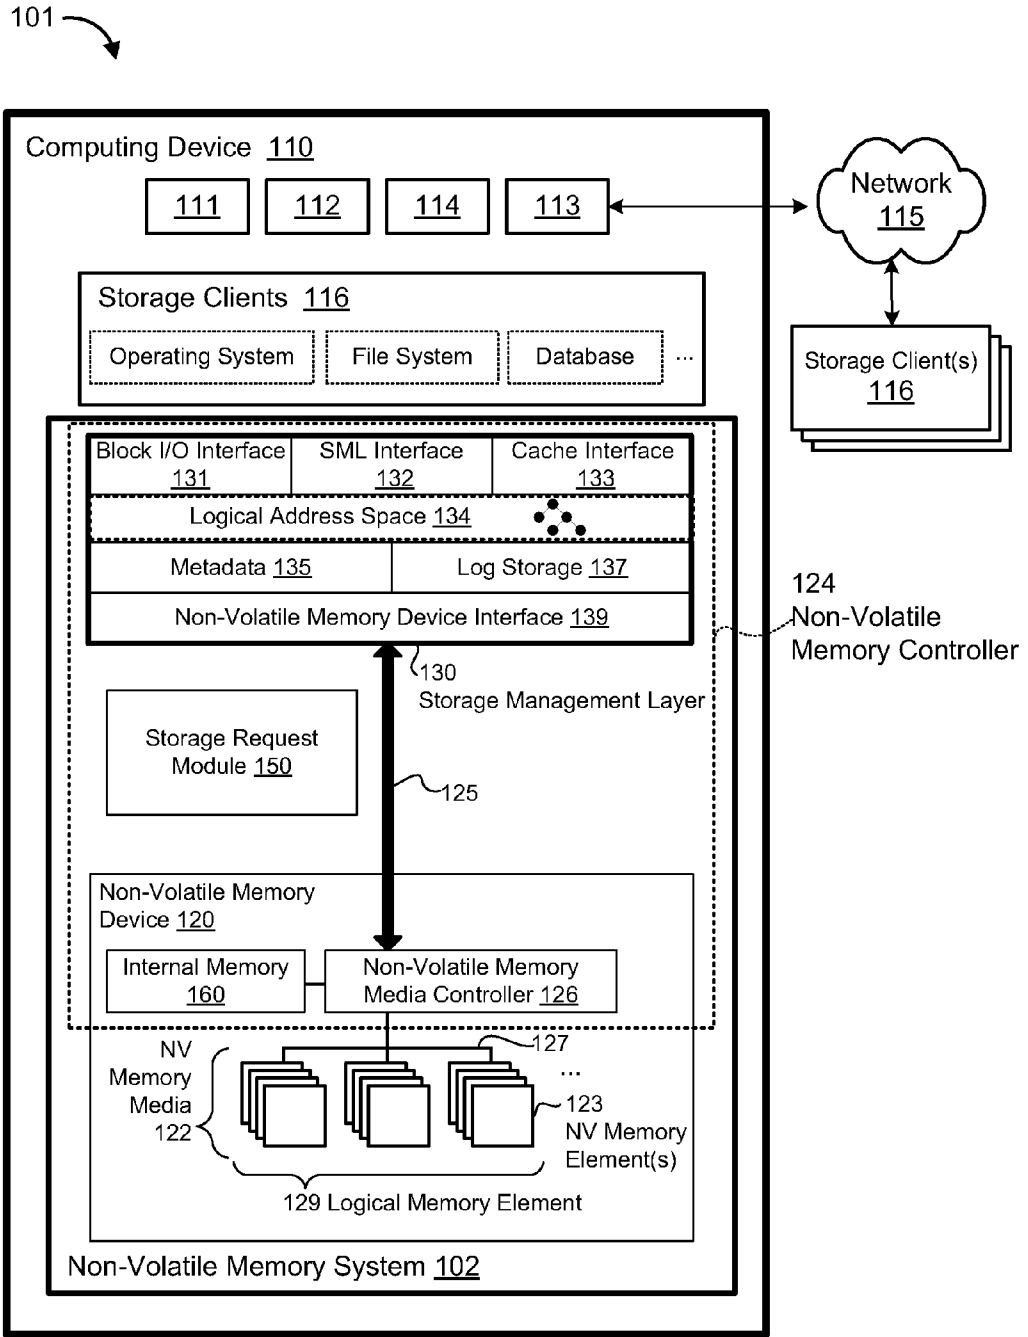 101
Computing Device 110
111 112 114 113
Network
115
Storage Clients 116
Operating System File System Database ...
Storage Client(s)
116
Block I/O Interface
131
SML Interface
132
Cache Interface
133
Logical Address Space 134
Metadata 135 Log Storage 137
Non-Volatile Memory Device Interface 139
124
Non-Volatile
Memory Controller
130
Storage Management Layer
Storage Request
Module 150
125
Non-Volatile Memory
Device 120
Internal Memory
160
Non-Volatile Memory
Media Controller 126
127
NV
Memory
Media
122
...
123
NV Memory
Element(s)
129 Logical Memory Element
Non-Volatile Memory System 102